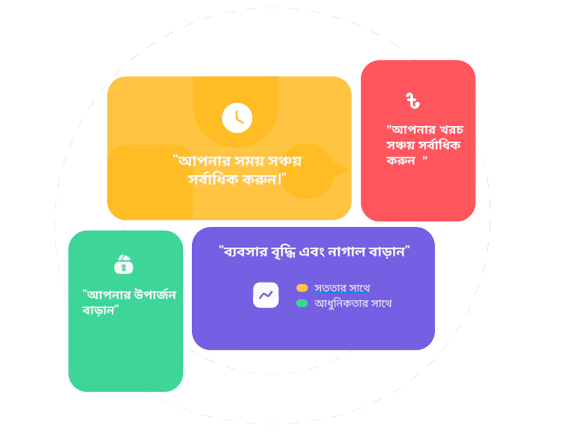 "আপনার সময় সঞ্চয়
সর্বাধিক করুন।"
৳
"আপনার খরচ
সঞ্চয় সর্বাধিক
করুন "
$
"আপনার উপার্জন
বাড়ান"
"ব্যবসার বৃদ্ধি এবং নাগাল বাড়ান"
সততার সাথে
আধুনিকতার সাথে